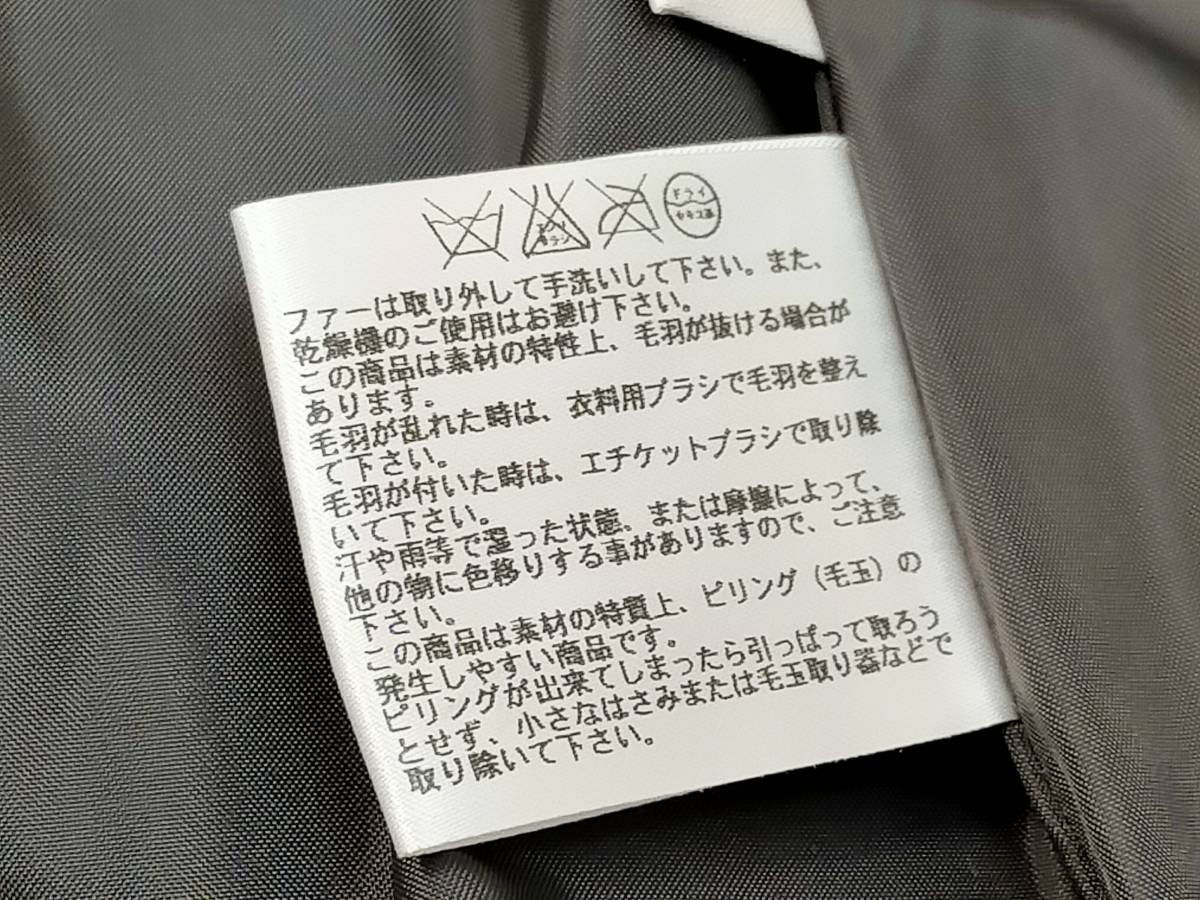 エンソ
サラシ
ドライ
セキユ系
ファーは取り外して手洗いして下さい。また、
乾燥機のご使用はお避け下さい。
この商品は素材の特性上、毛羽が抜ける場合が
あります。
毛羽が乱れた時は、衣料用ブラシで毛羽を整え
て下さい。
毛羽が付いた時は、エチケットブラシで取り除
いて下さい。
汗や雨等で湿った状態、または摩擦によって、
他の物に色移りする事がありますので、ご注意
下さい。
この商品は素材の特質上、ピリング（毛玉）の
発生しやすい商品です。
ピリングが出来てしまったら引っぱって取ろう
とせず、小さなはさみまたは毛玉取り器などで
取り除いて下さい。